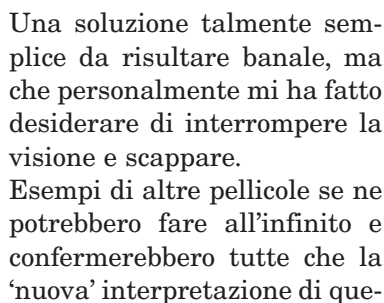 Una soluzione talmente sem-
plice da risultare banale, ma
che personalmente mi ha fatto
desiderare di interrompere la
visione e scappare.
Esempi di altre pellicole se ne
potrebbero fare all'infinito e
confermerebbero tutte che la
‘nuova’ interpretazione di que-